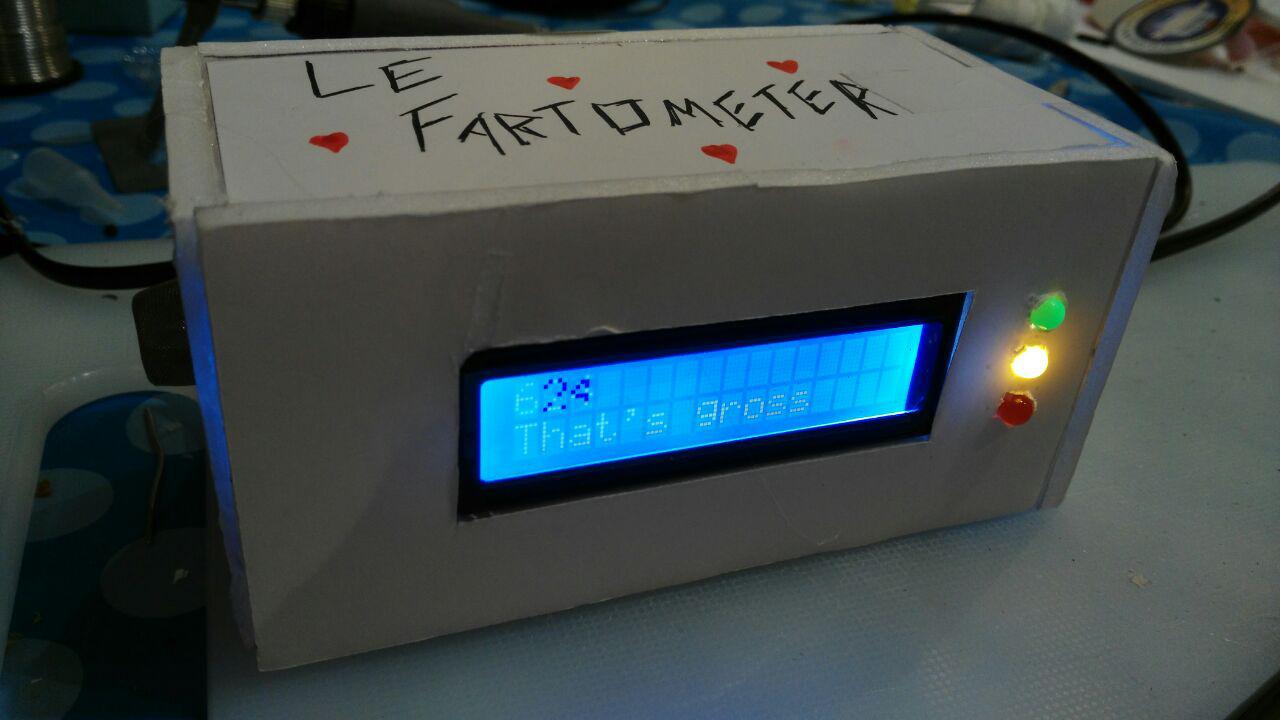 LE
FARTOMETER
624
That's gross